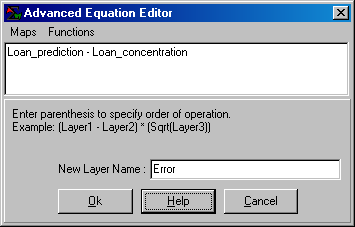 Advanced Equation Editor
Maps Functions
Loan_prediction - Loan_concentration
Enter parenthesis to specify order of operation.
Example: (Layer1 - Layer2) * (Sqrt(Layer3))
New Layer Name : Error
Ok Help Cancel